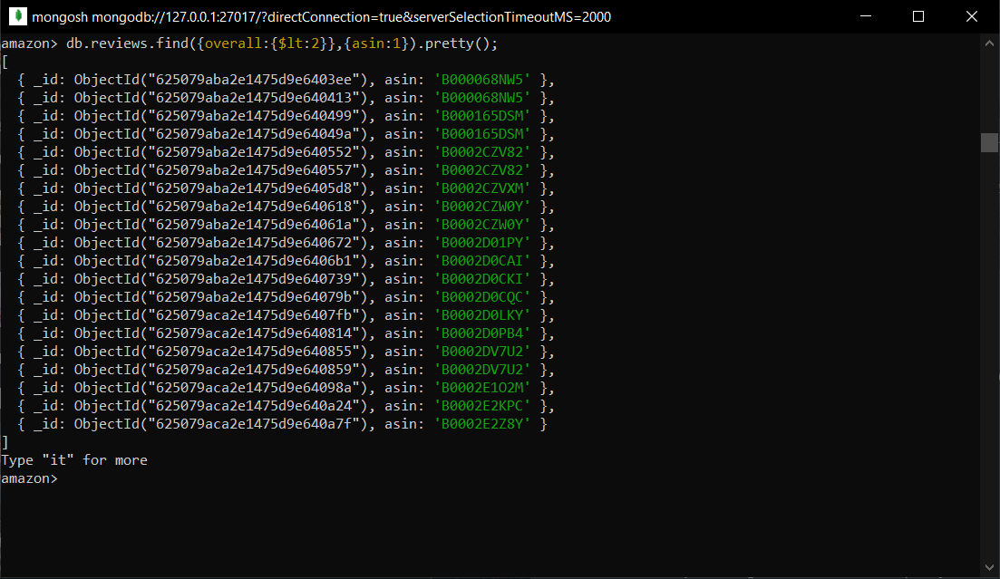 mongosh mongodb://127.0.0.1:27017/?directConnection=true&serverSelectionTimeoutMS=2000
amazon> db.reviews.find({overall:{$lt:2}},{asin:1}).pretty();
[
  { _id: ObjectId("625079aba2e1475d9e6403ee"), asin: 'B000068NW5' },
  { _id: ObjectId("625079aba2e1475d9e640413"), asin: 'B000068NW5' },
  { _id: ObjectId("625079aba2e1475d9e640499"), asin: 'B000165DSM' },
  { _id: ObjectId("625079aba2e1475d9e64049a"), asin: 'B000165DSM' },
  { _id: ObjectId("625079aba2e1475d9e640552"), asin: 'B0002CZV82' },
  { _id: ObjectId("625079aba2e1475d9e640557"), asin: 'B0002CZV82' },
  { _id: ObjectId("625079aba2e1475d9e6405d8"), asin: 'B0002CZVXM' },
  { _id: ObjectId("625079aba2e1475d9e640618"), asin: 'B0002CZW0Y' },
  { _id: ObjectId("625079aba2e1475d9e64061a"), asin: 'B0002CZW0Y' },
  { _id: ObjectId("625079aba2e1475d9e640672"), asin: 'B0002D01PY' },
  { _id: ObjectId("625079aba2e1475d9e6406b1"), asin: 'B0002D0CAI' },
  { _id: ObjectId("625079aba2e1475d9e640739"), asin: 'B0002D0CKI' },
  { _id: ObjectId("625079aba2e1475d9e64079b"), asin: 'B0002D0CQC' },
  { _id: ObjectId("625079aca2e1475d9e6407fb"), asin: 'B0002D0LKY' },
  { _id: ObjectId("625079aca2e1475d9e640814"), asin: 'B0002D0PB4' },
  { _id: ObjectId("625079aca2e1475d9e640855"), asin: 'B0002DV7U2' },
  { _id: ObjectId("625079aca2e1475d9e640859"), asin: 'B0002DV7U2' },
  { _id: ObjectId("625079aca2e1475d9e64098a"), asin: 'B0002E1O2M' },
  { _id: ObjectId("625079aca2e1475d9e640a24"), asin: 'B0002E2KPC' },
  { _id: ObjectId("625079aca2e1475d9e640a7f"), asin: 'B0002E2Z8Y' }
]
Type "it" for more
amazon>